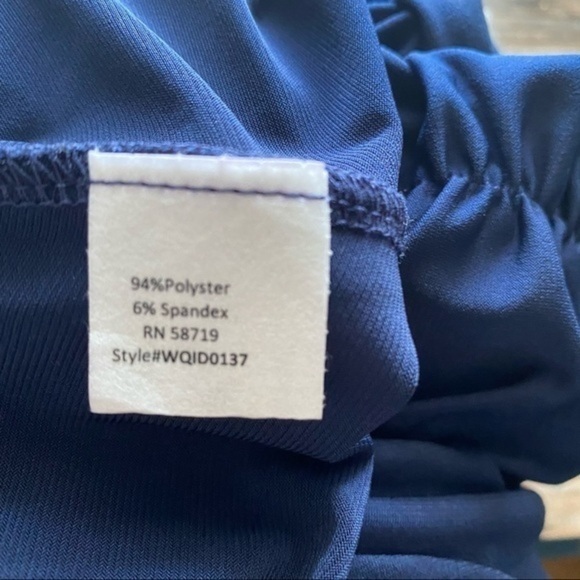 94%Polyster
6% Spandex
RN 58719
Style#WQID0137